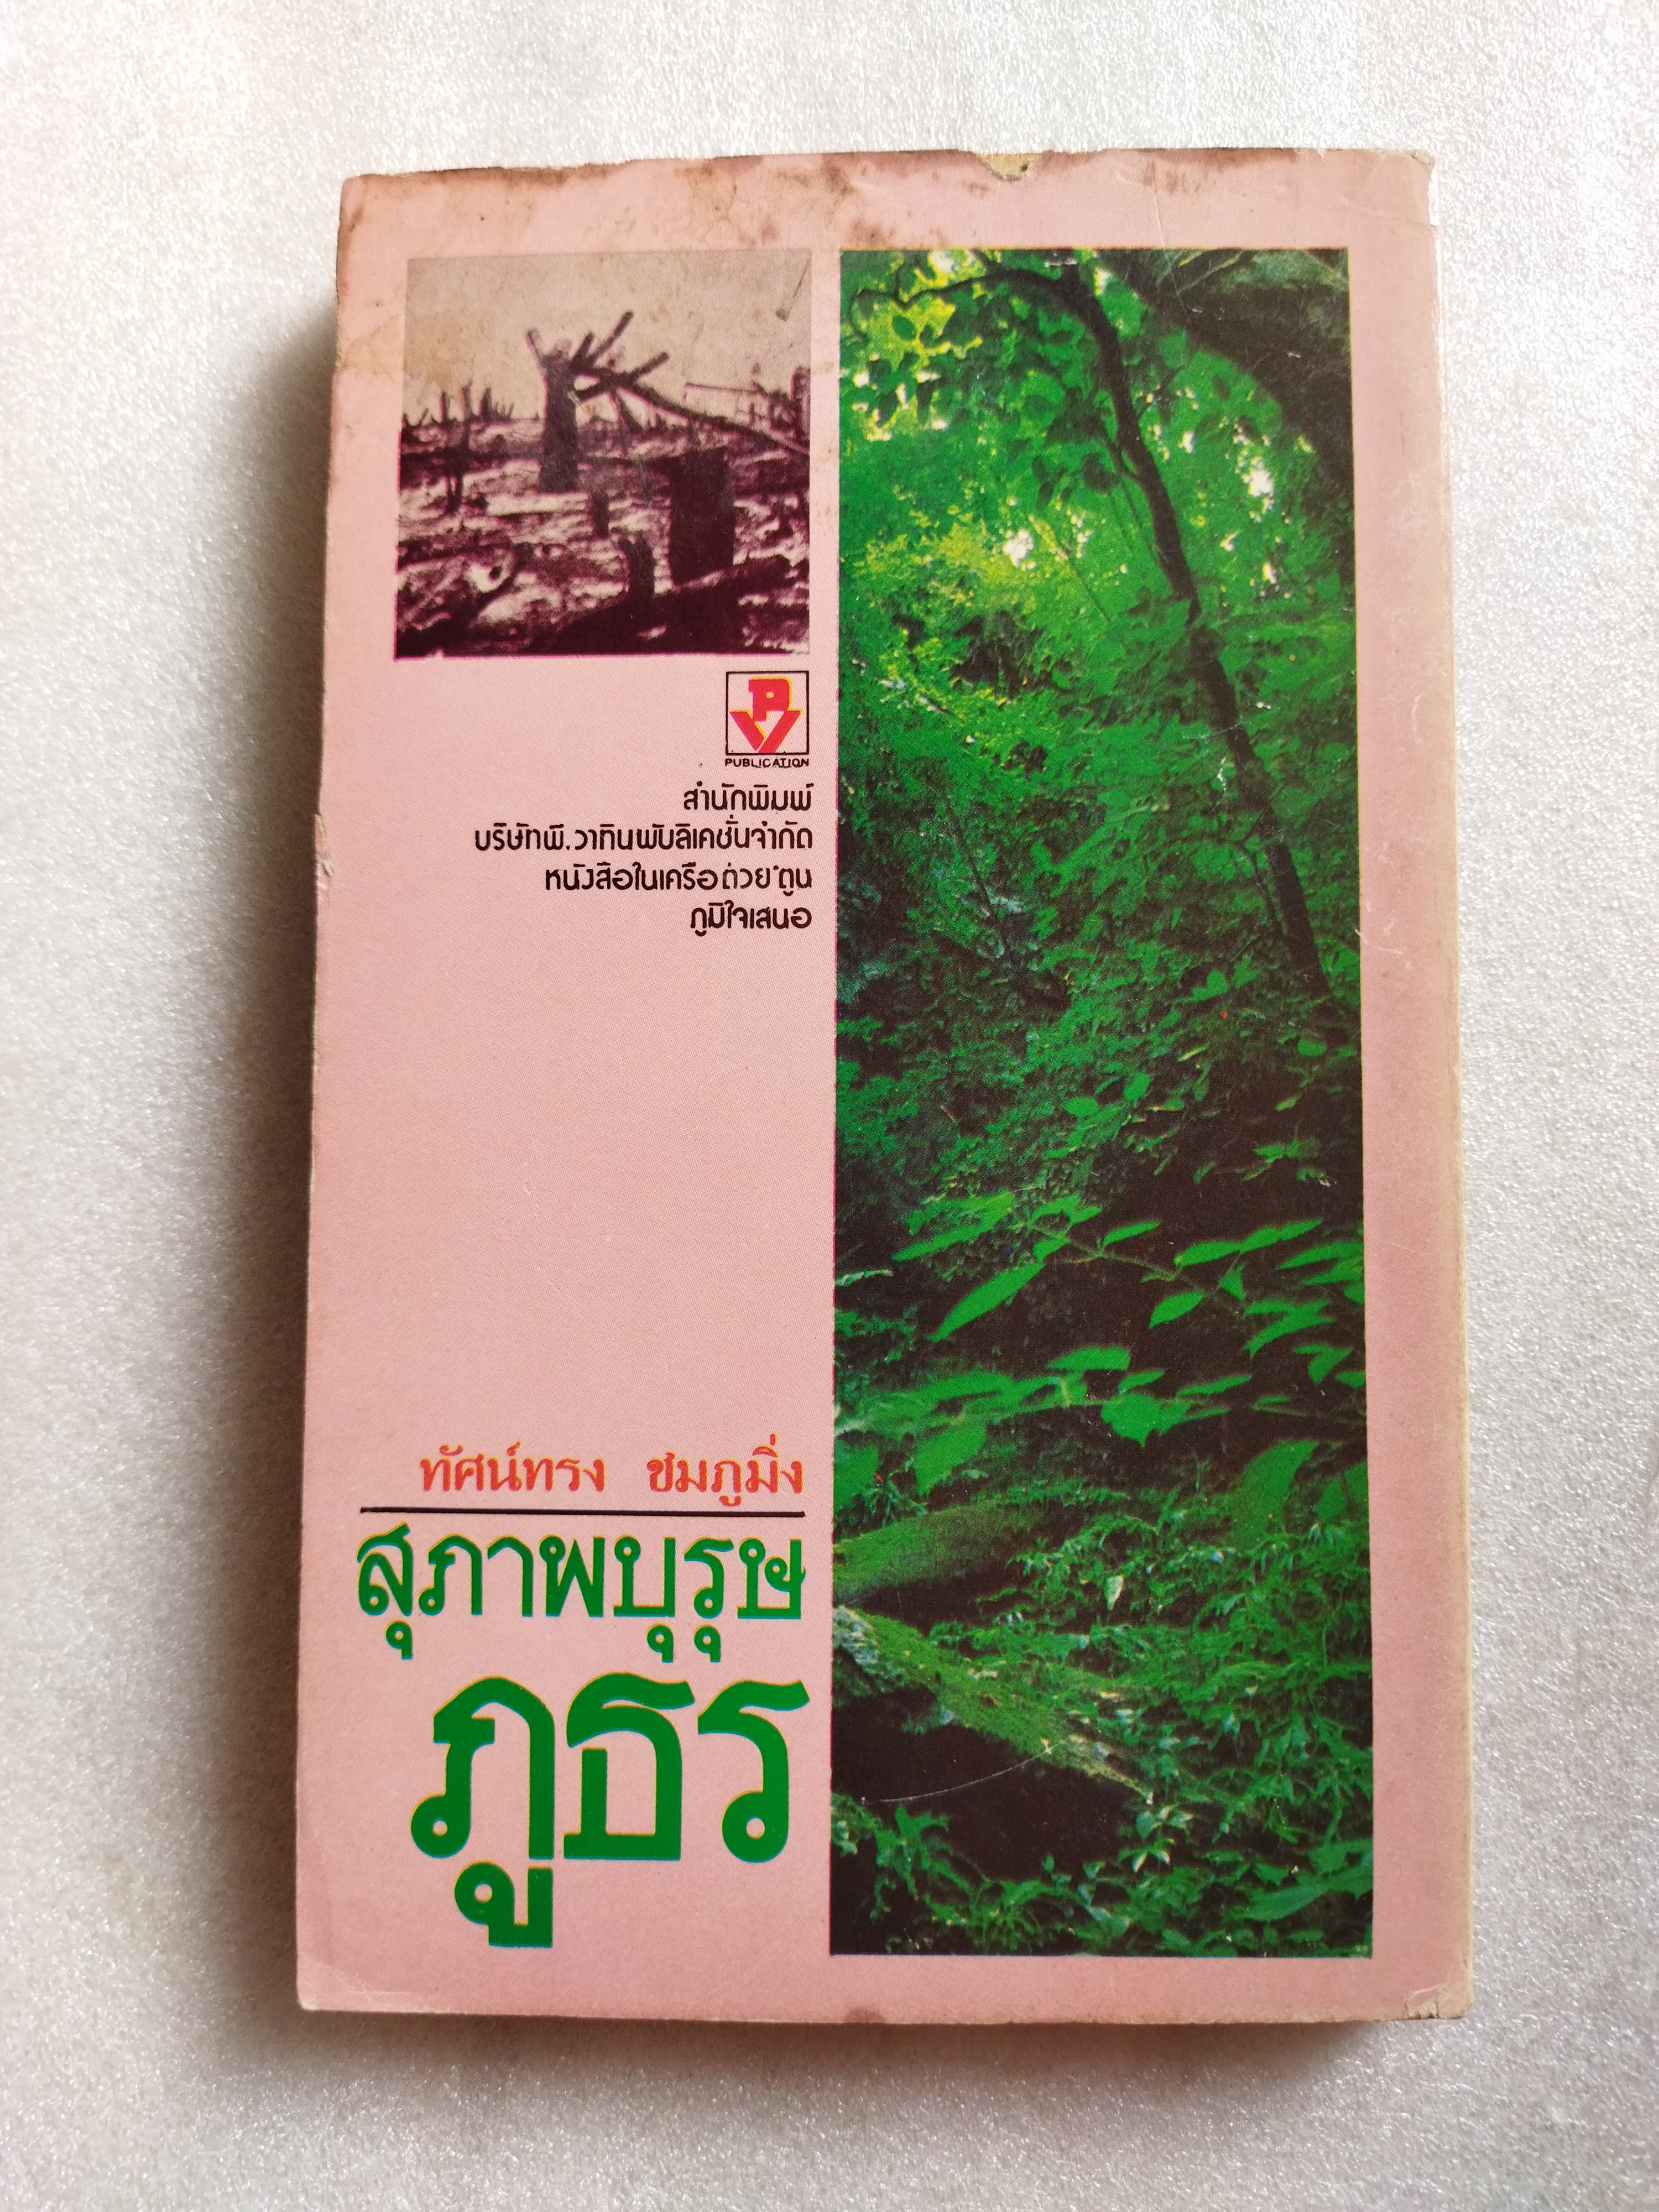 PV
PUBLICATION
สำนักพิมพ์
บริษัทพี.วาทินพับลิเคชั่นจำกัด
หนังสือในเครือต่วย'ตูน
ภูมิใจเสนอ
ทัศน์ทรง ชมภูมิ่ง
สุภาพบุรุษ
ภูธร